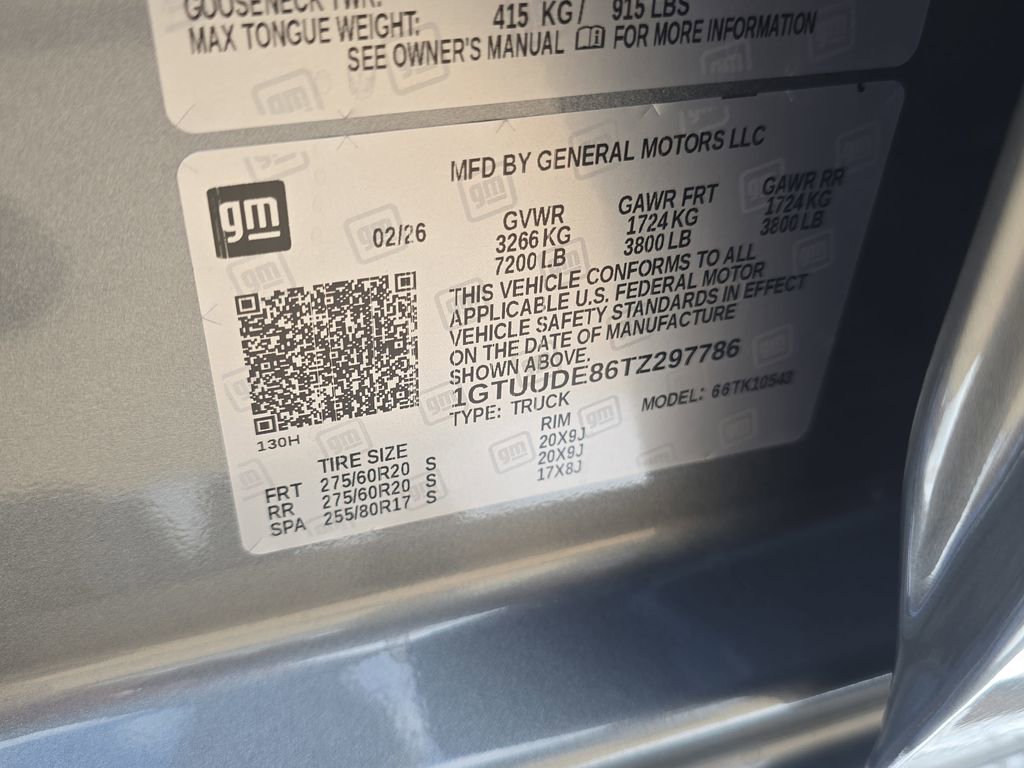 GOOSENECK TWR:
MAX TONGUE WEIGHT: 415 KG/ 915 LBS
SEE OWNER'S MANUAL FOR MORE INFORMATION
gm
MFD BY GENERAL MOTORS LLC
02/26
GVWR GAWR FRT GAWR RR
3266 KG 1724 KG 1724 KG
7200 LB 3800 LB 3800 LB
THIS VEHICLE CONFORMS TO ALL
APPLICABLE U.S. FEDERAL MOTOR
VEHICLE SAFETY STANDARDS IN EFFECT
ON THE DATE OF MANUFACTURE
SHOWN ABOVE.
1GTUUDE86TZ297786
TYPE: TRUCK MODEL: 66TK10543
130H
TIRE SIZE RIM
FRT 275/60R20 S 20X9J
RR 275/60R20 S 20X9J
SPA 255/80R17 S 17X8J